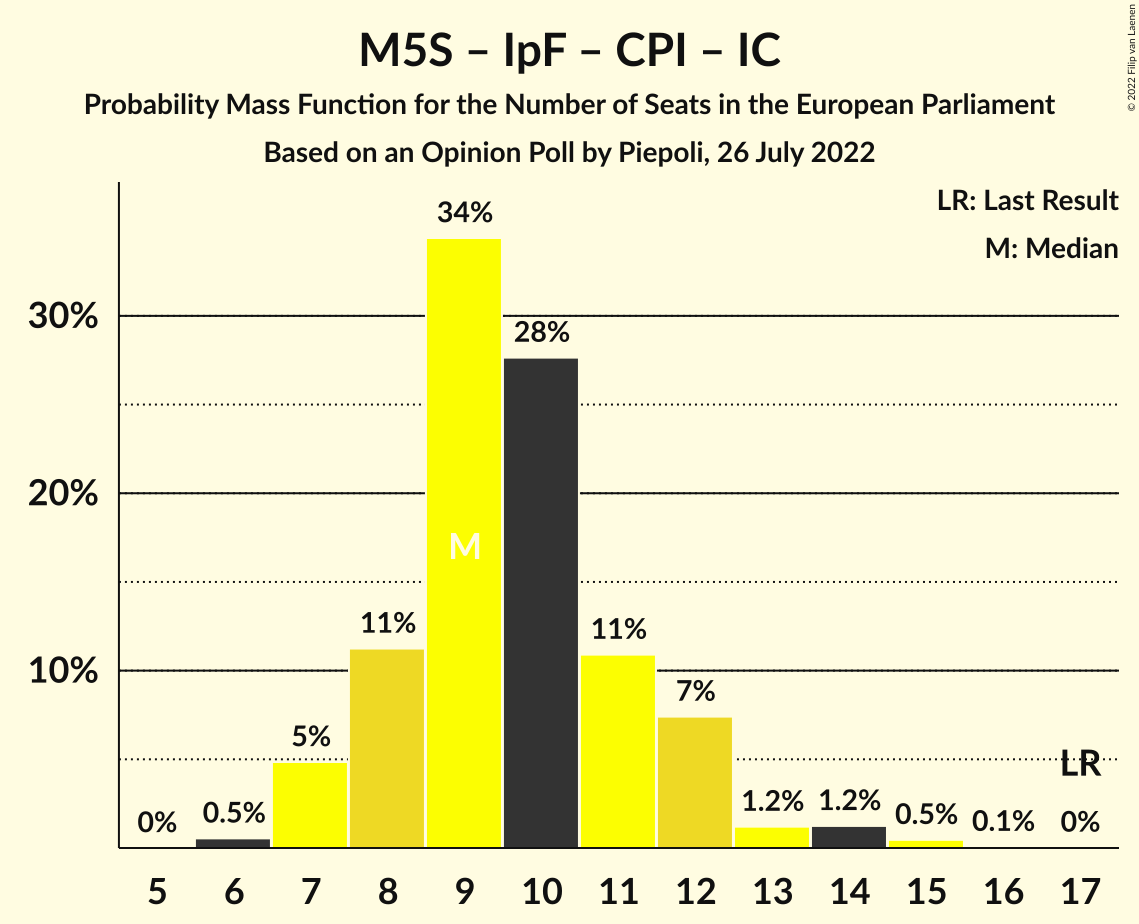 M5S – IpF – CPI – IC
Probability Mass Function for the Number of Seats in the European Parliament
Based on an Opinion Poll by Piepoli, 26 July 2022
© 2022 Filip van Laenen
LR: Last Result
M: Median
30%
20%
10%
0%
0.5%
5%
11%
34%
28%
11%
7%
1.2%
1.2%
0.5%
0.1%
0%
M
LR
5 6 7 8 9 10 11 12 13 14 15 16 17